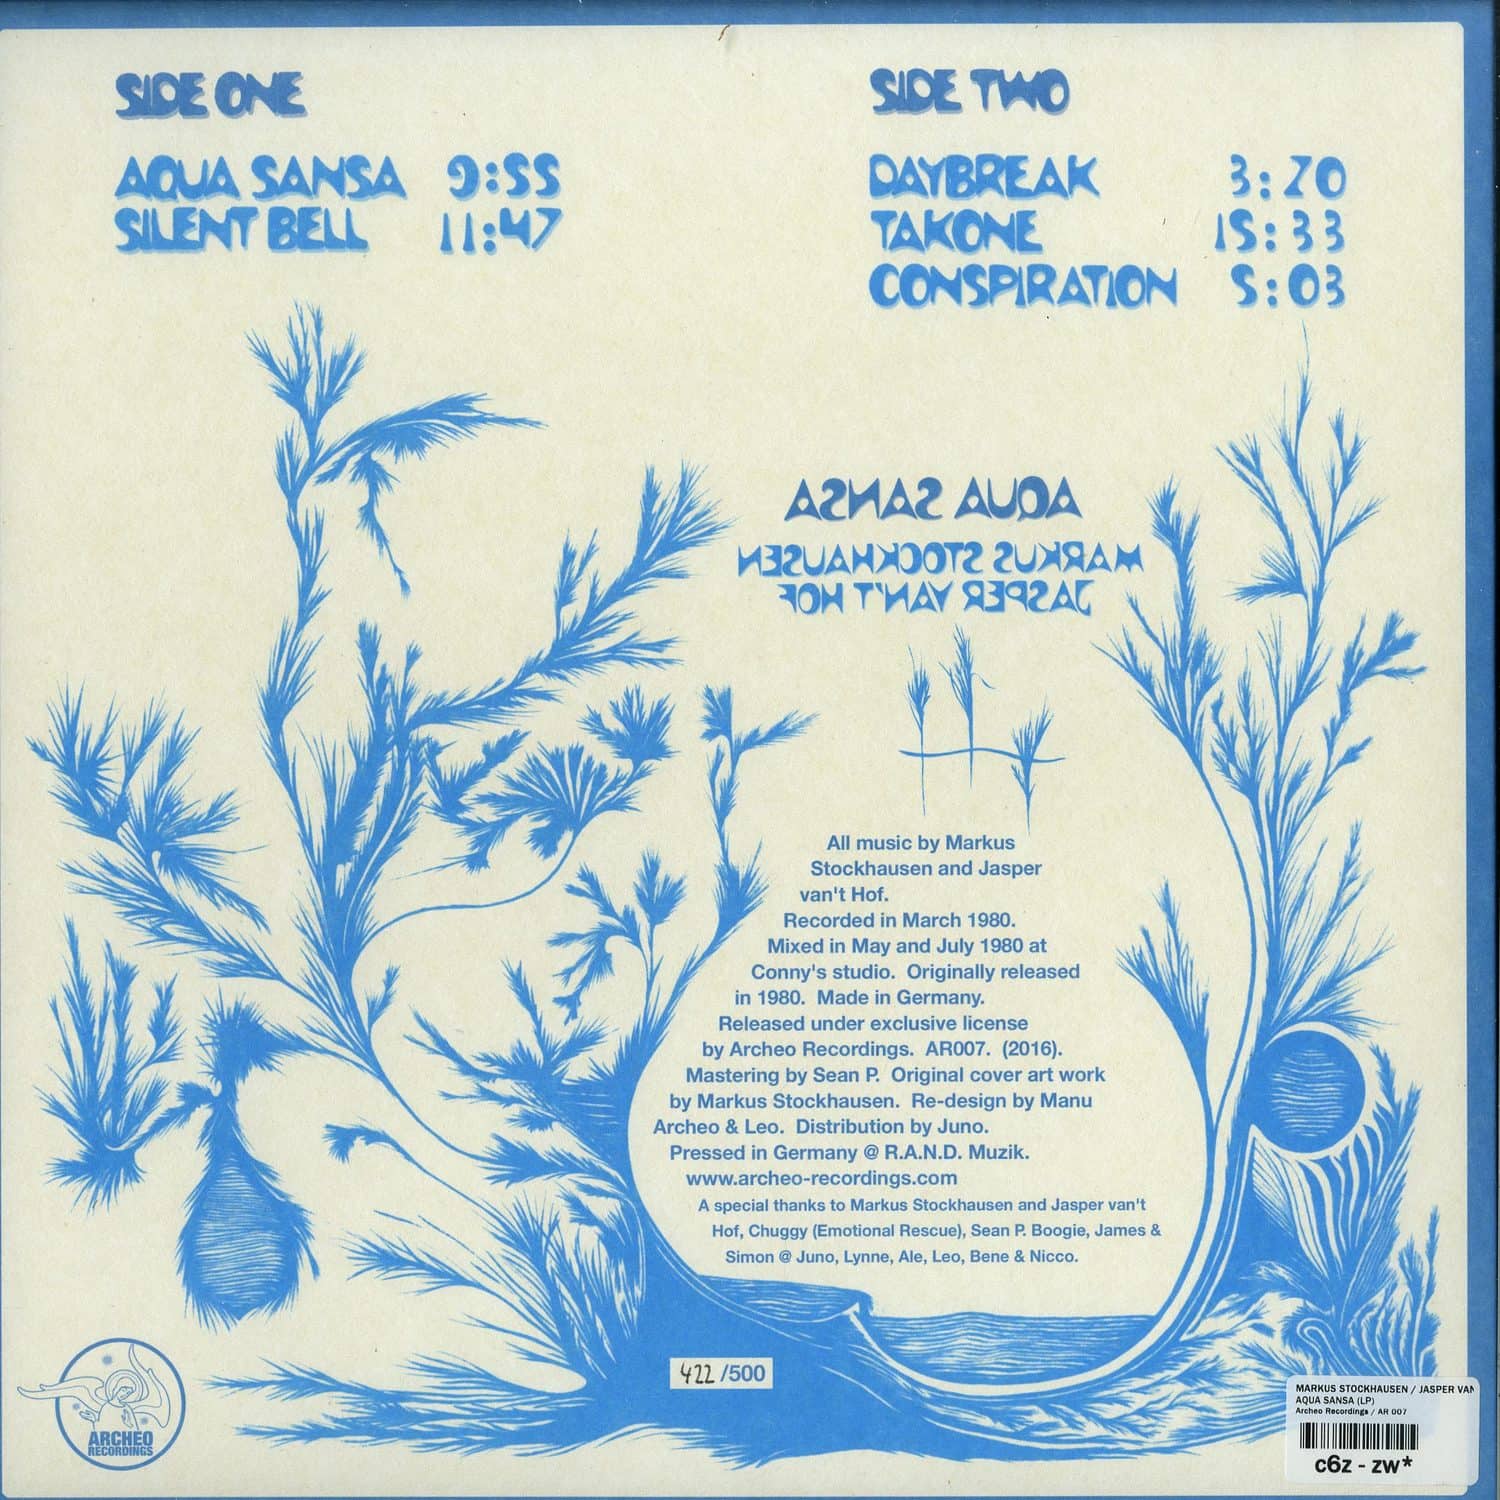 SIDE ONE
AQUA SANSA 9:55
SILENT BELL 11:47
SIDE TWO
DAYBREAK 3:20
TAKONE 15:33
CONSPIRATION 5:03
AQUA SANSA
MARKUS STOCKHAUSEN
JASPER VAN'T HOF
All music by Markus
Stockhausen and Jasper
van't Hof.
Recorded in March 1980.
Mixed in May and July 1980 at
Conny's studio. Originally released
in 1980. Made in Germany.
Released under exclusive license
by Archeo Recordings. AR007. (2016).
Mastering by Sean P. Original cover art work
by Markus Stockhausen. Re-design by Manu
Archeo & Leo. Distribution by Juno.
Pressed in Germany @ R.A.N.D. Muzik.
www.archeo-recordings.com
A special thanks to Markus Stockhausen and Jasper van't
Hof, Chuggy (Emotional Rescue), Sean P. Boogie, James &
Simon @ Juno, Lynne, Ale, Leo, Bene & Nicco.
422 /500
ARCHEO
RECORDINGS
MARKUS STOCKHAUSEN / JASPER VAN
AQUA SANSA (LP)
Archeo Recordings / AR 007
c6z - zw*